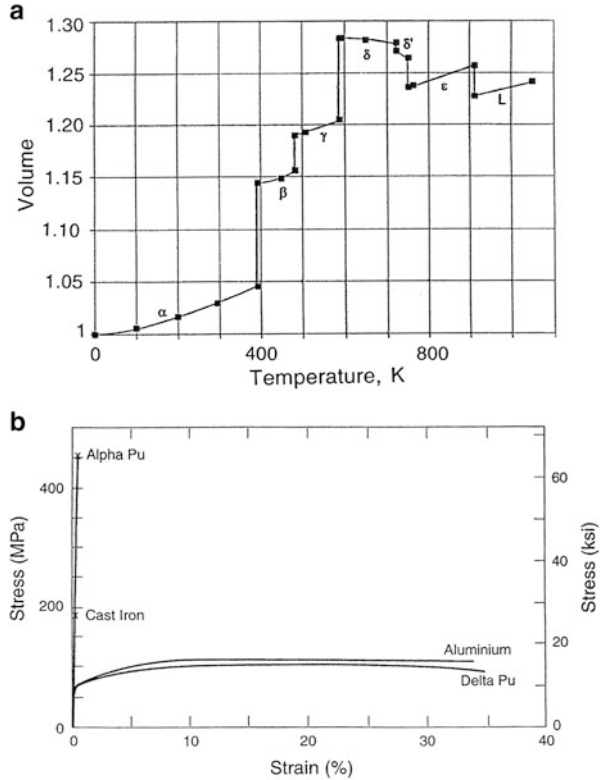 a
1.30
1.25
1.20
1.15
1.10
1.05
1
Volume
α
β
γ
δ
δ'
ε
L
0
400
800
Temperature, K
b
Alpha Pu
Cast Iron
Aluminium
Delta Pu
400
200
0
Stress (MPa)
60
40
20
0
Stress (ksi)
0
10
20
30
40
Strain (%)